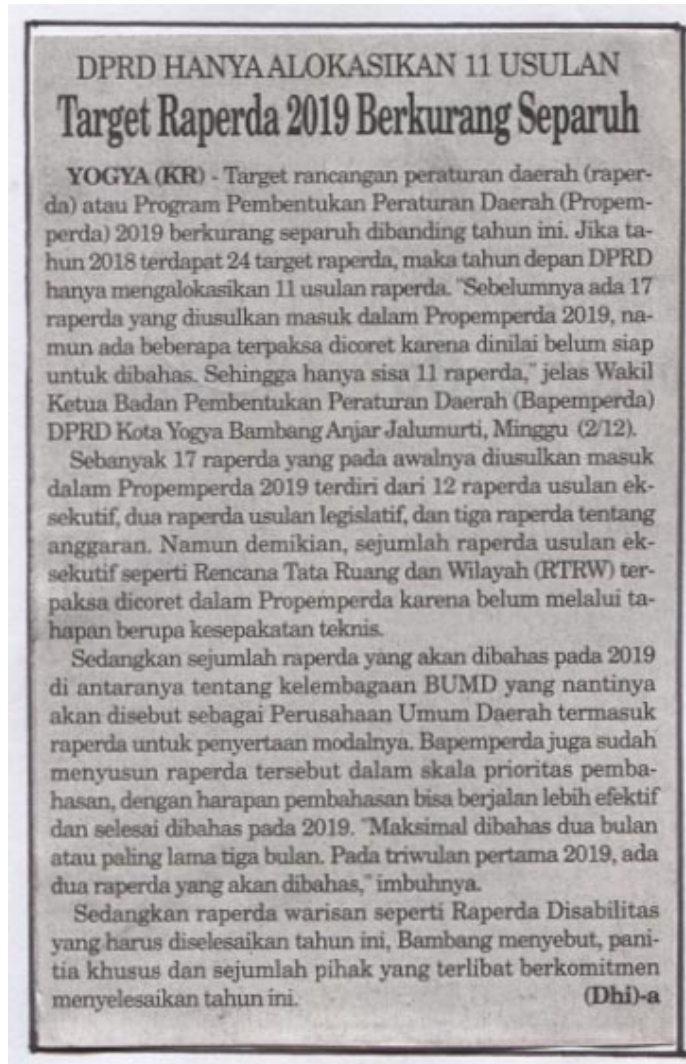 DPRD HANYA ALOKASIKAN 11 USULAN
Target Raperda 2019 Berkurang Separuh
YOGYA (KR) - Target rancangan peraturan daerah (raper-
da) atau Program Pembentukan Peraturan Daerah (Propem-
perda) 2019 berkurang separuh dibanding tahun ini. Jika ta-
hun 2018 terdapat 24 target raperda, maka tahun depan DPRD
hanya mengalokasikan 11 usulan raperda. "Sebelumnya ada 17
raperda yang diusulkan masuk dalam Propemperda 2019, na-
mun ada beberapa terpaksa dicoret karena dinilai belum siap
untuk dibahas. Sehingga hanya sisa 11 raperda," jelas Wakil
Ketua Badan Pembentukan Peraturan Daerah (Bapemperda)
DPRD Kota Yogya Bambang Anjar Jalumurti, Minggu (2/12).
Sebanyak 17 raperda yang pada awalnya diusulkan masuk
dalam Propemperda 2019 terdiri dari 12 raperda usulan ek-
sekutif, dua raperda usulan legislatif, dan tiga raperda tentang
anggaran. Namun demikian, sejumlah raperda usulan ek-
sekutif seperti Rencana Tata Ruang dan Wilayah (RTRW) ter-
paksa dicoret dalam Propemperda karena belum melalui ta-
hapan berupa kesepakatan teknis.
Sedangkan sejumlah raperda yang akan dibahas pada 2019
di antaranya tentang kelembagaan BUMD yang nantinya
akan disebut sebagai Perusahaan Umum Daerah termasuk
raperda untuk penyertaan modalnya. Bapemperda juga sudah
menyusun raperda tersebut dalam skala prioritas pemba-
hasan, dengan harapan pembahasan bisa berjalan lebih efektif
dan selesai dibahas pada 2019. "Maksimal dibahas dua bulan
atau paling lama tiga bulan. Pada triwulan pertama 2019, ada
dua raperda yang akan dibahas," imbuhnya.
Sedangkan raperda warisan seperti Raperda Disabilitas
yang harus diselesaikan tahun ini, Bambang menyebut, pani-
tia khusus dan sejumlah pihak yang terlibat berkomitmen
menyelesaikan tahun ini. (Dhi)-a